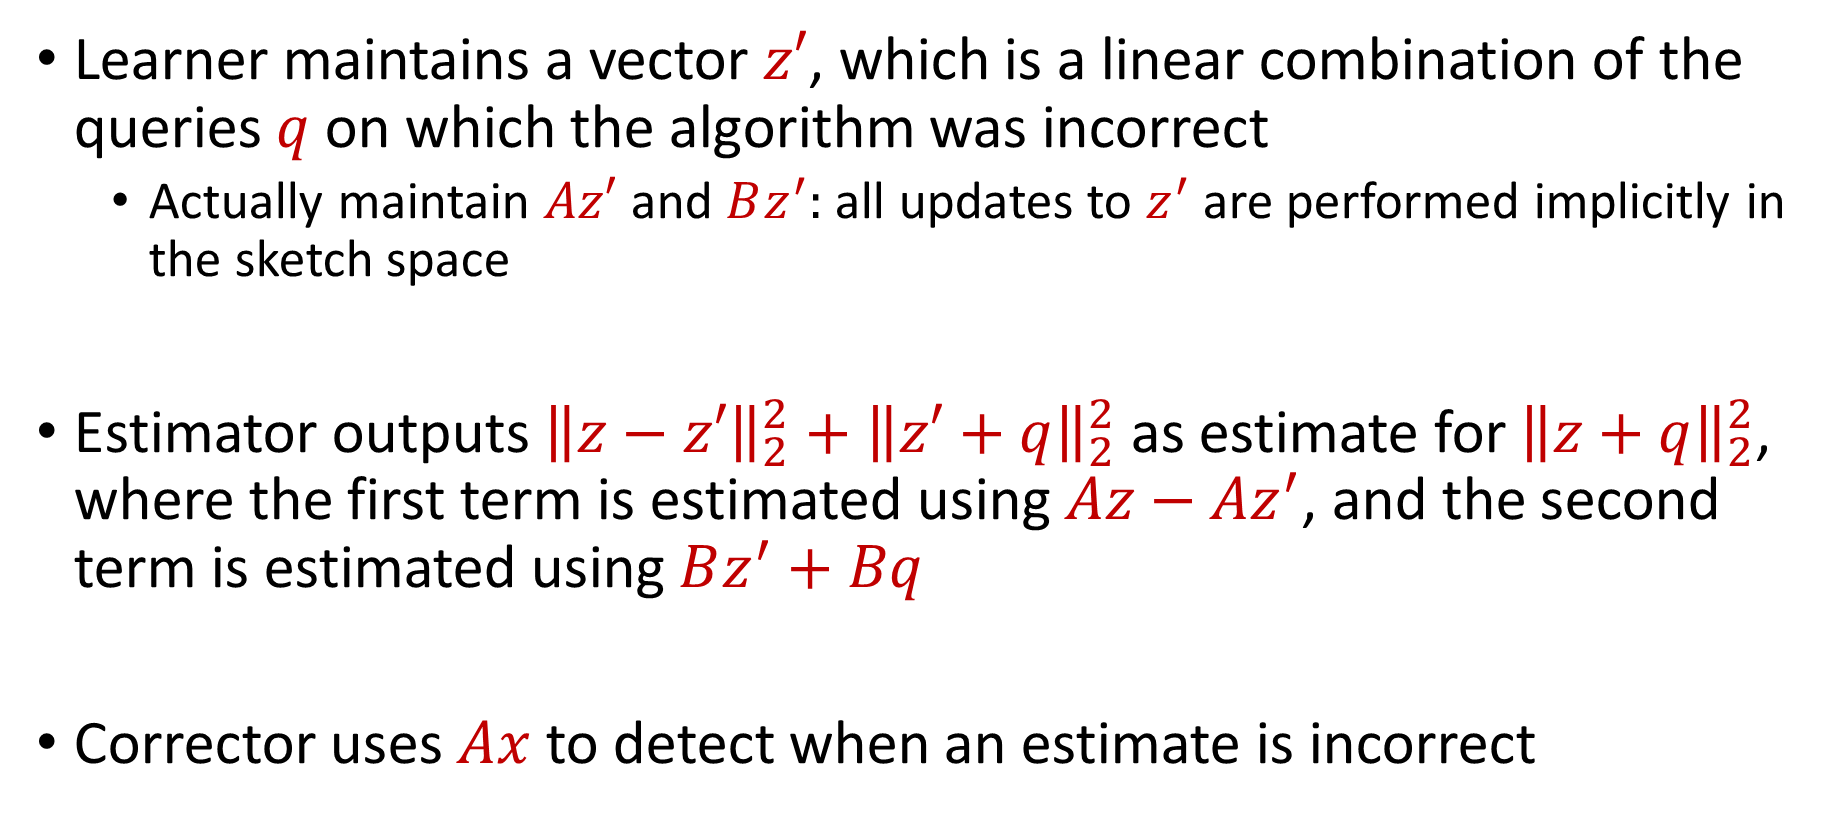 • Learner maintains a vector z′, which is a linear combination of the
queries q on which the algorithm was incorrect
• Actually maintain Az′ and Bz′: all updates to z′ are performed implicitly in
the sketch space
• Estimator outputs ‖z − z′‖₂² + ‖z′ + q‖₂² as estimate for ‖z + q‖₂²,
where the first term is estimated using Az − Az′, and the second
term is estimated using Bz′ + Bq
• Corrector uses Ax to detect when an estimate is incorrect